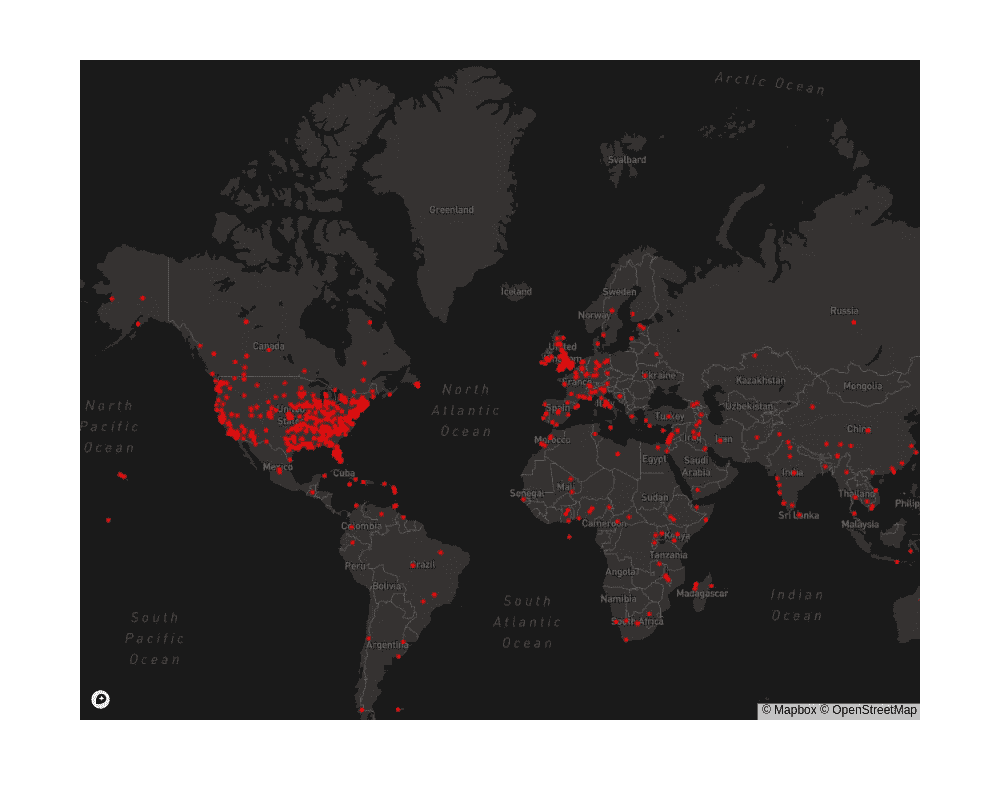 Arctic Ocean
Svalbard
Greenland
Iceland
Sweden
Norway
Russia
Canada
United
Kingdom
Ukraine
France
Kazakhstan
Mongolia
North
Atlantic
Ocean
North
Pacific
Ocean
United
States
Spain
Italy
Turkey
Uzbekistan
China
Morocco
Iraq
Iran
Egypt
Saudi
Arabia
India
Mexico
Cuba
Senegal
Mali
Sudan
Thailand
Philip
Sri Lanka
Malaysia
Colombia
Cameroon
Kenya
Peru
Brazil
Tanzania
Bolivia
Angola
Namibia
Madagascar
South
Pacific
Ocean
South
Atlantic
Ocean
Indian
Ocean
South Africa
Argentina
© Mapbox © OpenStreetMap